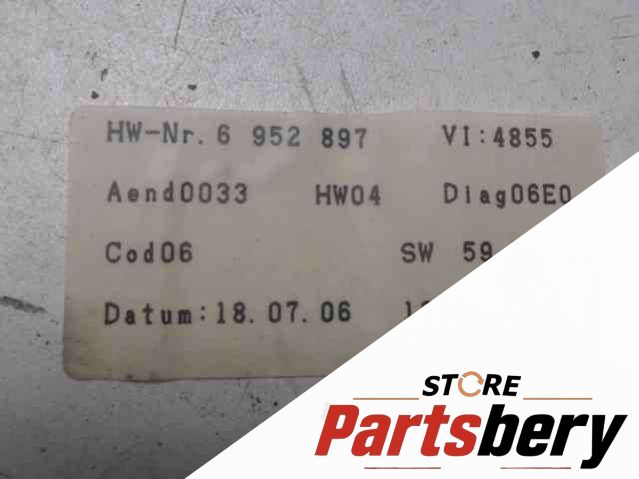 HW-Nr. 6 952 897 VI:4855
Aend0033 HW04 Diag06E0
Cod06 SW 59
Datum:18.07.06
STORE
Partsbery